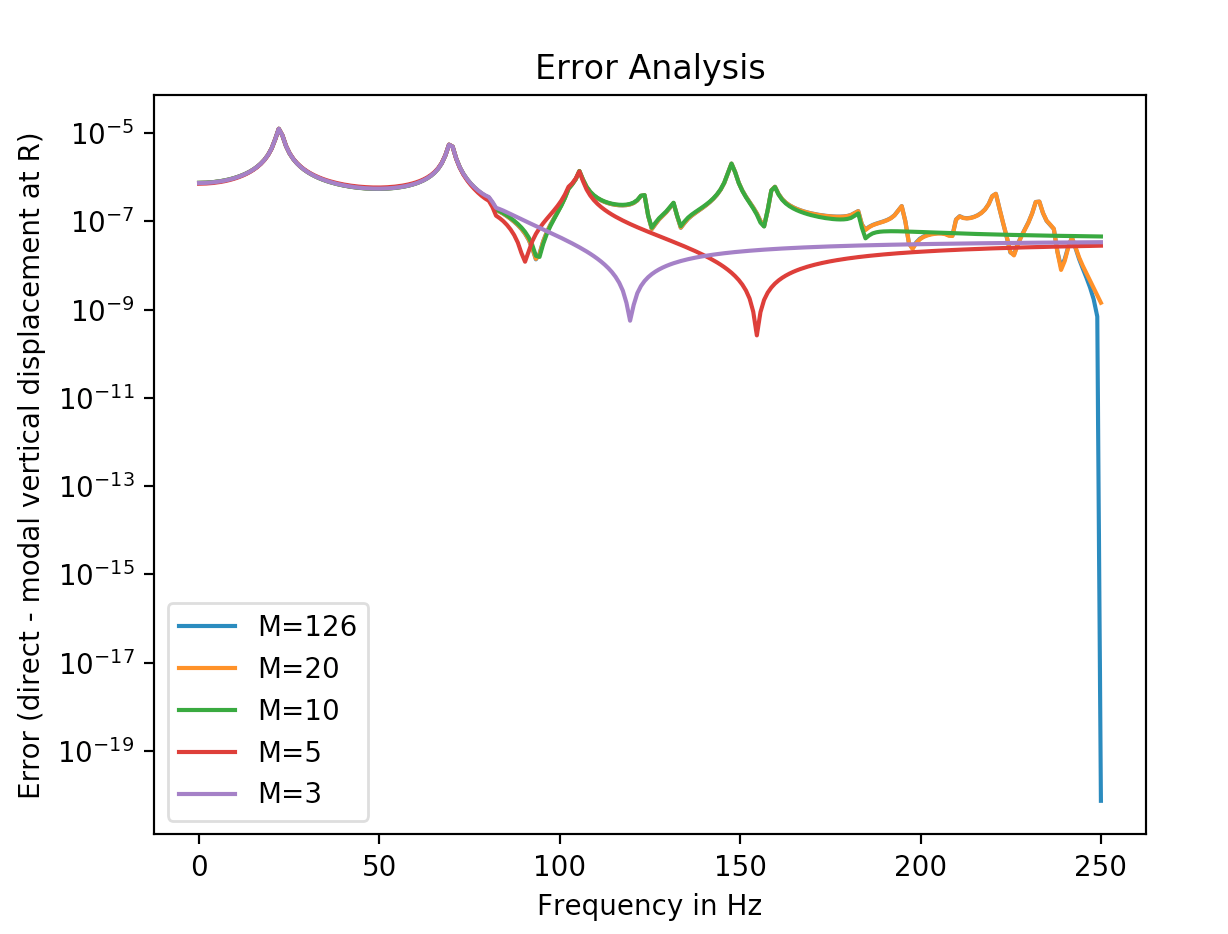 Error Analysis
Error (direct - modal vertical displacement at R)
10⁻⁵
10⁻⁷
10⁻⁹
10⁻¹¹
10⁻¹³
10⁻¹⁵
10⁻¹⁷
10⁻¹⁹
M=126
M=20
M=10
M=5
M=3
0 50 100 150 200 250
Frequency in Hz